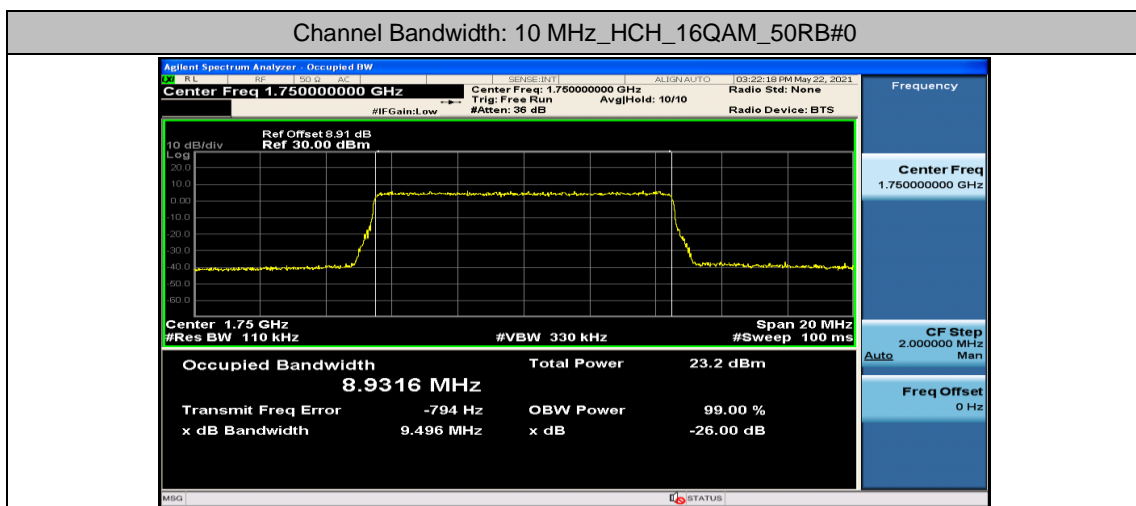 Channel Bandwidth: 10 MHz_HCH_16QAM_50RB#0
Agilent Spectrum Analyzer - Occupied BW
LXI RL RF 50 Ω AC SENSE:INT ALIGN AUTO 03:22:18 PM May 22, 2021
Center Freq 1.750000000 GHz Center Freq: 1.750000000 GHz Radio Std: None
Trig: Free Run Avg|Hold: 10/10
#IFGain:Low #Atten: 36 dB Radio Device: BTS
Frequency
Ref Offset 8.91 dB
10 dB/div Ref 30.00 dBm
Log
20.0
10.0
0.00
-10.0
-20.0
-30.0
-40.0
-50.0
-60.0
Center 1.75 GHz Span 20 MHz
#Res BW 110 kHz #VBW 330 kHz #Sweep 100 ms
Occupied Bandwidth Total Power 23.2 dBm
8.9316 MHz
Transmit Freq Error -794 Hz OBW Power 99.00 %
x dB Bandwidth 9.496 MHz x dB -26.00 dB
Center Freq
1.750000000 GHz
CF Step
2.000000 MHz
Auto Man
Freq Offset
0 Hz
MSG STATUS